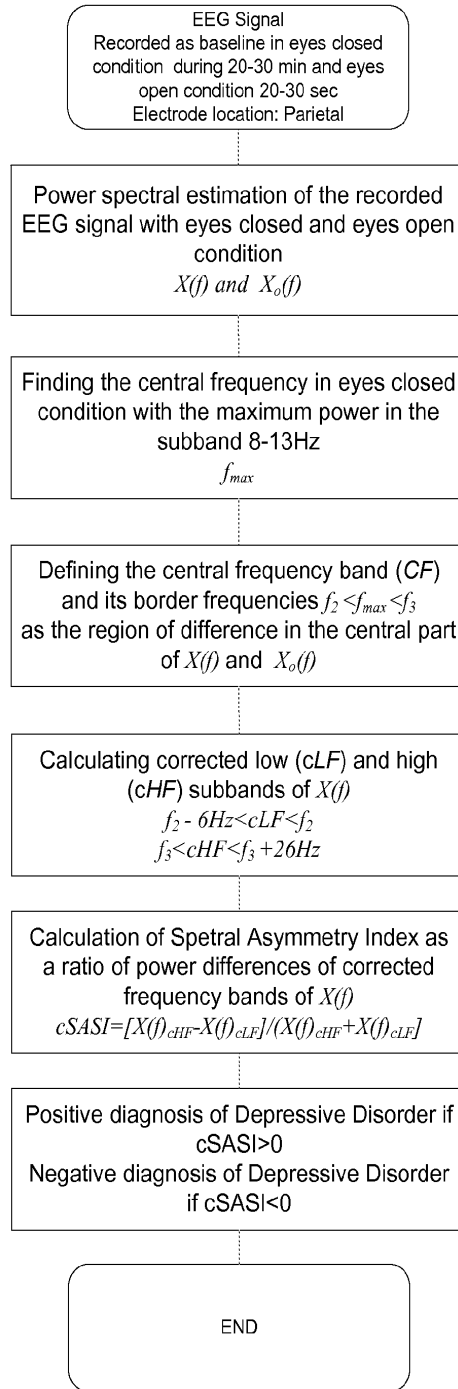 EEG Signal
Recorded as baseline in eyes closed
condition during 20-30 min and eyes
open condition 20-30 sec
Electrode location: Parietal
Power spectral estimation of the recorded
EEG signal with eyes closed and eyes open
condition
X(f) and Xo(f)
Finding the central frequency in eyes closed
condition with the maximum power in the
subband 8-13Hz
fmax
Defining the central frequency band (CF)
and its border frequencies f2 <fmax<f3
as the region of difference in the central part
of X(f) and Xo(f)
Calculating corrected low (cLF) and high
(cHF) subbands of X(f)
f2 - 6Hz<cLF<f2
f3<cHF<f3 +26Hz
Calculation of Spetral Asymmetry Index as
a ratio of power differences of corrected
frequency bands of X(f)
cSASI=[X(f)cHF-X(f)cLF]/(X(f)cHF+X(f)cLF]
Positive diagnosis of Depressive Disorder if
cSASI>0
Negative diagnosis of Depressive Disorder
if cSASI<0
END